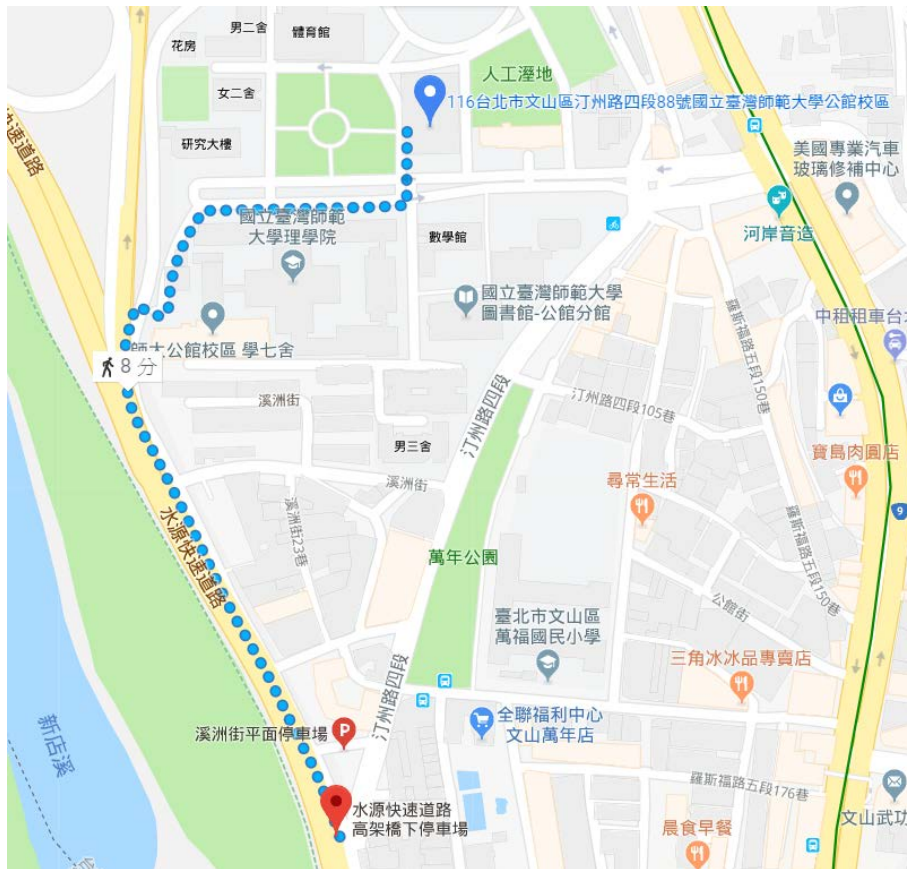 男二舍
體育館
花房
人工溼地
女二舍
116台北市文山區汀州路四段88號國立臺灣師範大學公館校區
研究大樓
美國專業汽車
玻璃修補中心
快速道路
國立臺灣師範
大學理學院
數學館
河岸音造
國立臺灣師範大學
圖書館-公館分館
羅斯福路五段150巷
中租租車台北
師大公館校區 學七舍
8 分
汀州路四段
溪洲街
汀州路四段105巷
男三舍
寶島肉圓店
溪洲街
尋常生活
9
水源快速道路
溪洲街23巷
萬年公園
羅斯福路五段150巷
公館街
臺北市文山區
萬福國民小學
三角冰冰品專賣店
汀州路四段
新店溪
溪洲街平面停車場
P
全聯福利中心
文山萬年店
羅斯福路五段176巷
水源快速道路
高架橋下停車場
晨食早餐
文山武功